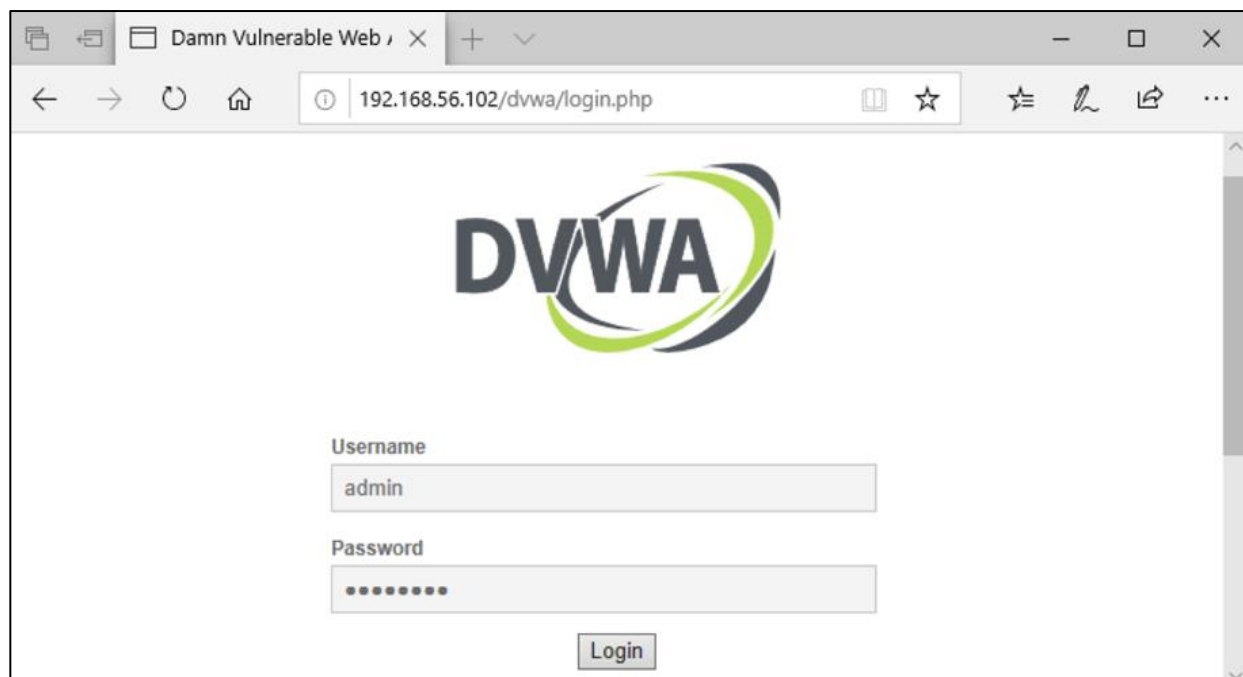 Damn Vulnerable Web
192.168.56.102/dvwa/login.php
DVWA
Username
admin
Password
••••••••
Login